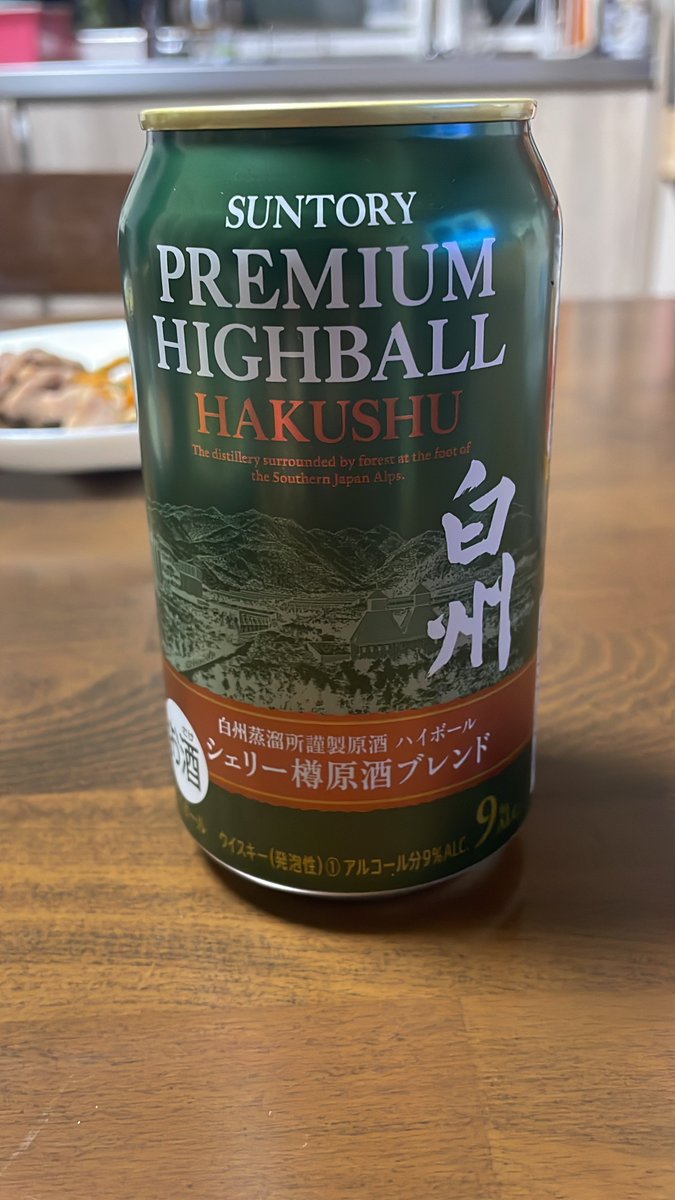 SUNTORY
PREMIUM
HIGHBALL
HAKUSHU
The distillery surrounded by forest at the foot of
the Southern Japan Alps.
白州
白州蒸溜所謹製原酒 ハイボール
シェリー樽原酒ブレンド
お酒
ウイスキー(発泡性)① アルコール分9%ALC.
9%